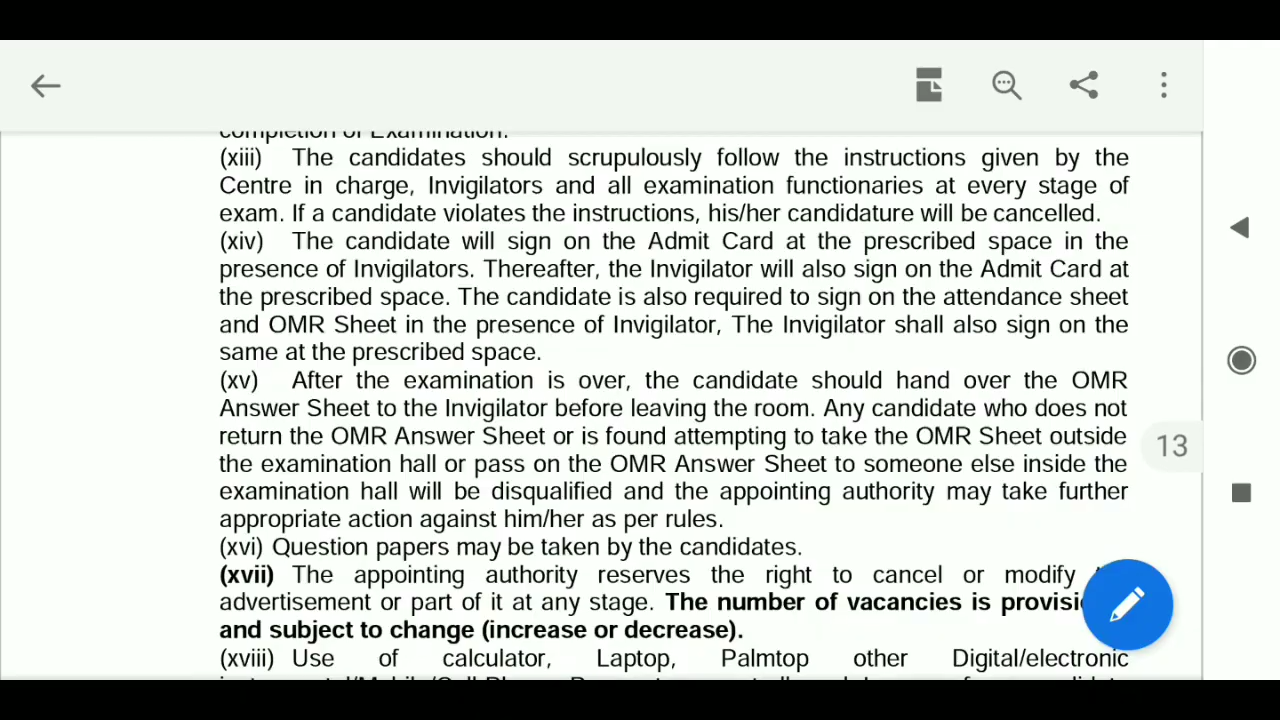 completion of Examination.
(xiii) The candidates should scrupulously follow the instructions given by the
Centre in charge, Invigilators and all examination functionaries at every stage of
exam. If a candidate violates the instructions, his/her candidature will be cancelled.
(xiv) The candidate will sign on the Admit Card at the prescribed space in the
presence of Invigilators. Thereafter, the Invigilator will also sign on the Admit Card at
the prescribed space. The candidate is also required to sign on the attendance sheet
and OMR Sheet in the presence of Invigilator, The Invigilator shall also sign on the
same at the prescribed space.
(xv) After the examination is over, the candidate should hand over the OMR
Answer Sheet to the Invigilator before leaving the room. Any candidate who does not
return the OMR Answer Sheet or is found attempting to take the OMR Sheet outside
the examination hall or pass on the OMR Answer Sheet to someone else inside the
examination hall will be disqualified and the appointing authority may take further
appropriate action against him/her as per rules.
13
(xvi) Question papers may be taken by the candidates.
(xvii) The appointing authority reserves the right to cancel or modify
advertisement or part of it at any stage. The number of vacancies is
and subject to change (increase or decrease).
(xviii) Use of calculator, Laptop, Palmtop other Digital/electronic